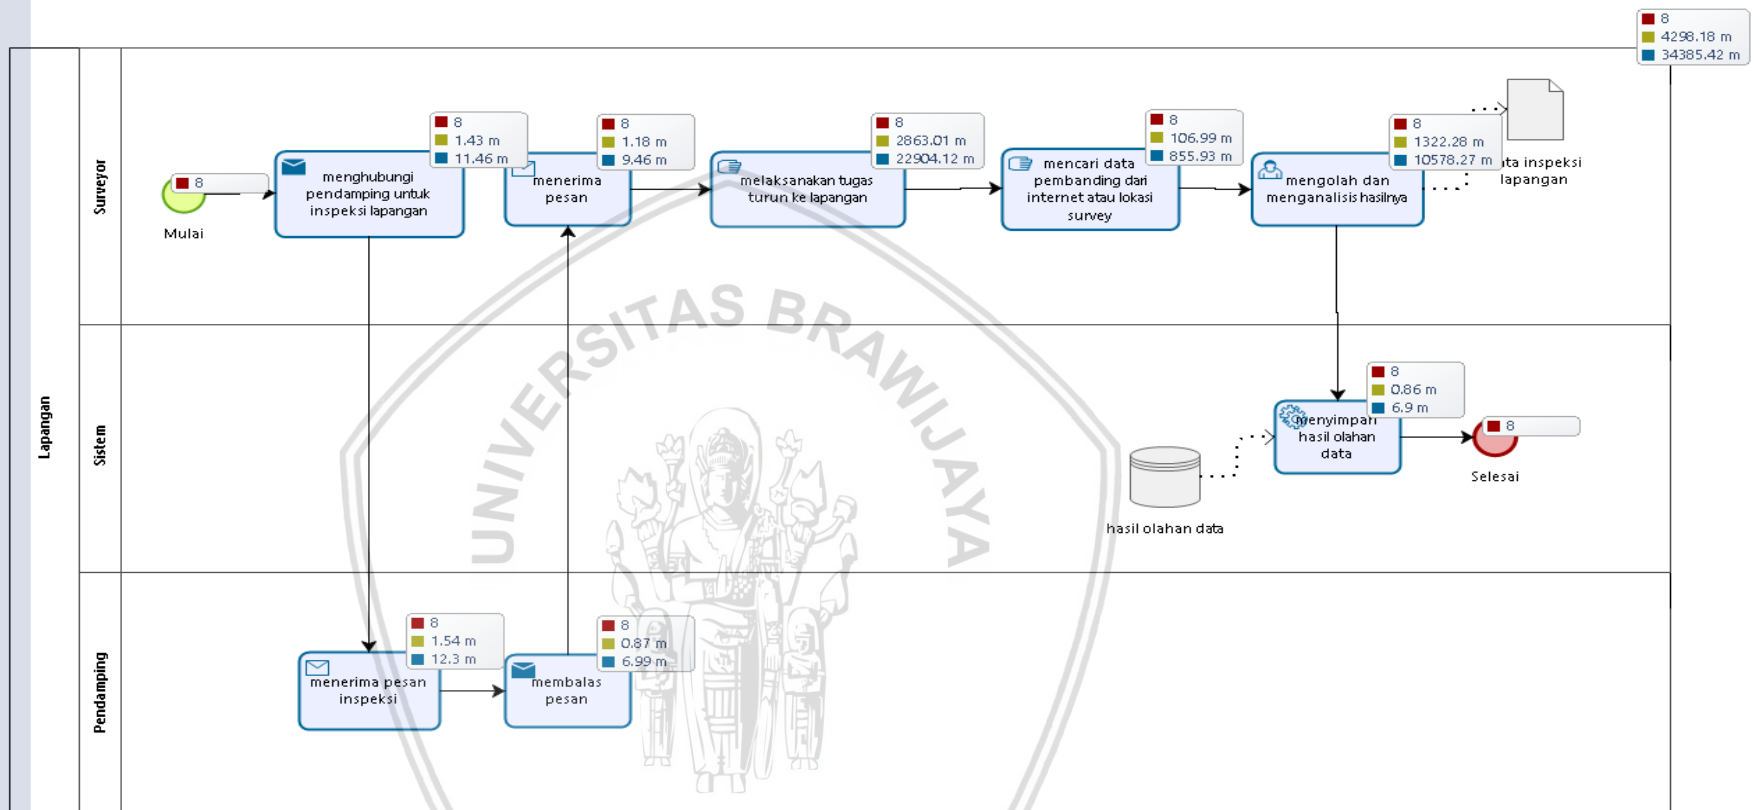 8
4298.18 m
34385.42 m
Lapangan
Surveyor
8
Mulai
menghubungi
pendamping untuk
inspeksi lapangan
8
1.43 m
11.46 m
menerima
pesan
8
1.18 m
9.46 m
melaksanakan tugas
turun ke lapangan
8
2863.01 m
22904.12 m
mencari data
pembanding dari
internet atau lokasi
survey
8
106.99 m
855.93 m
mengolah dan
menganalisis hasilnya
8
1322.28 m
10578.27 m
ata inspeksi
lapangan
Sistem
UNIVERSITAS BRAWIJAYA
hasil olahan data
menyimpan
hasil olahan
data
8
0.86 m
6.9 m
8
Selesai
Pendamping
menerima pesan
inspeksi
8
1.54 m
12.3 m
membalas
pesan
8
0.87 m
6.99 m